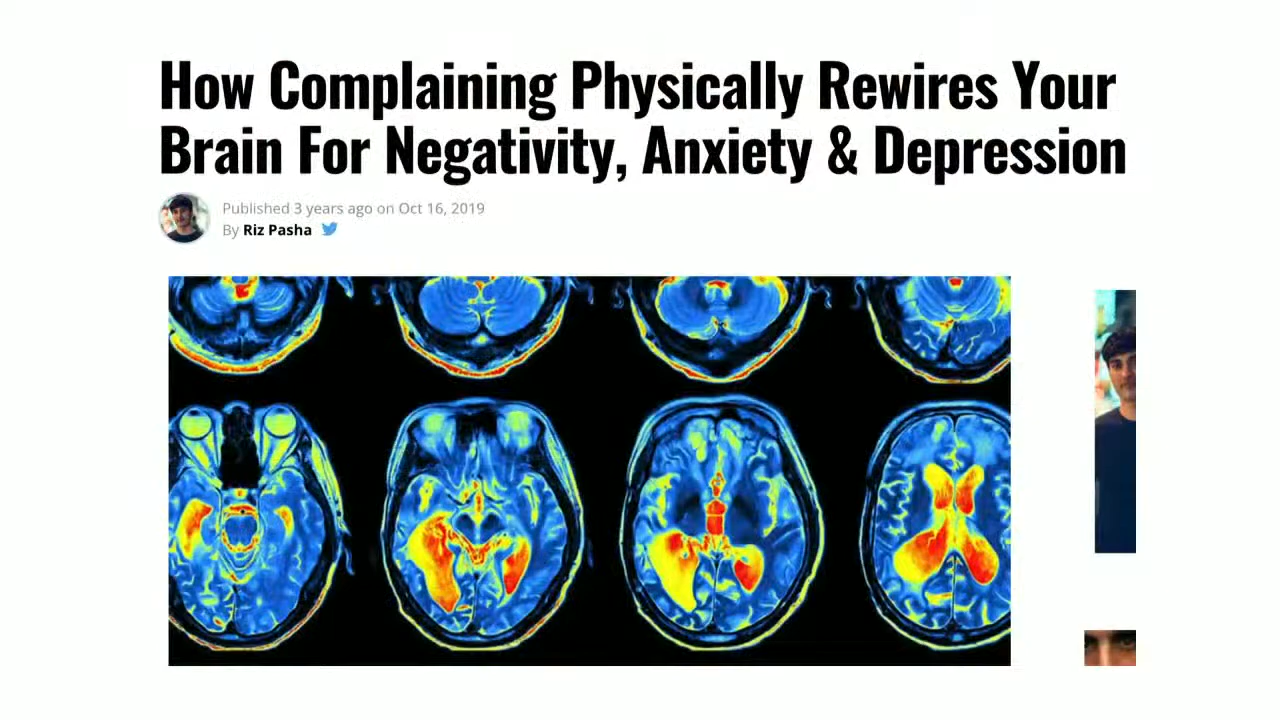 How Complaining Physically Rewires Your
Brain For Negativity, Anxiety & Depression
Published 3 years ago on Oct 16, 2019
By Riz Pasha